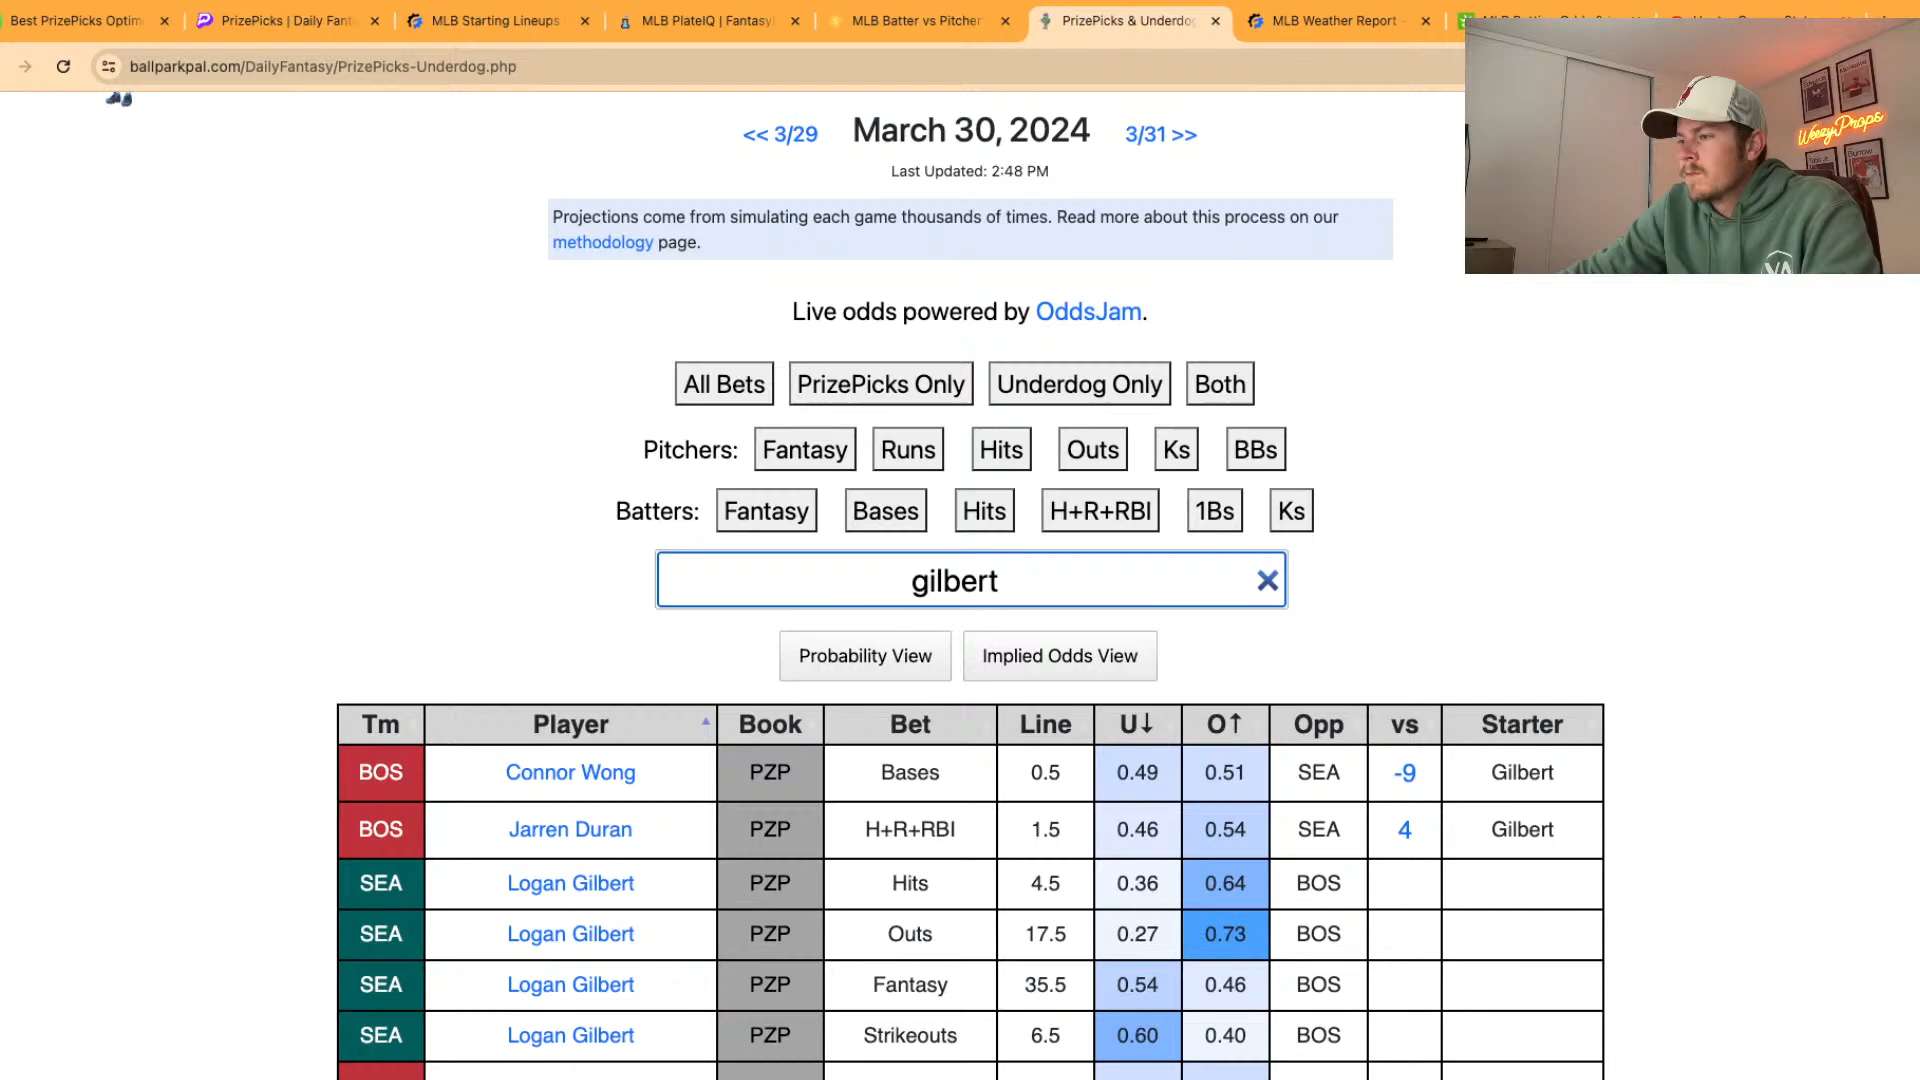 Best PrizePicks Optim
PrizePicks | Daily Fant
MLB Starting Lineups
MLB PlateIQ | Fantasy
MLB Batter vs Pitcher
PrizePicks & Underdog
MLB Weather Report -
ballparkpal.com/DailyFantasy/PrizePicks-Underdog.php
WeezyProps
Burrow
<< 3/29 March 30, 2024 3/31 >>
Last Updated: 2:48 PM
Projections come from simulating each game thousands of times. Read more about this process on our
methodology page.
Live odds powered by OddsJam.
All Bets PrizePicks Only Underdog Only Both
Pitchers: Fantasy Runs Hits Outs Ks BBs
Batters: Fantasy Bases Hits H+R+RBI 1Bs Ks
gilbert
Probability View Implied Odds View
Tm Player Book Bet Line U↓ O↑ Opp vs Starter
BOS Connor Wong PZP Bases 0.5 0.49 0.51 SEA -9 Gilbert
BOS Jarren Duran PZP H+R+RBI 1.5 0.46 0.54 SEA 4 Gilbert
SEA Logan Gilbert PZP Hits 4.5 0.36 0.64 BOS
SEA Logan Gilbert PZP Outs 17.5 0.27 0.73 BOS
SEA Logan Gilbert PZP Fantasy 35.5 0.54 0.46 BOS
SEA Logan Gilbert PZP Strikeouts 6.5 0.60 0.40 BOS